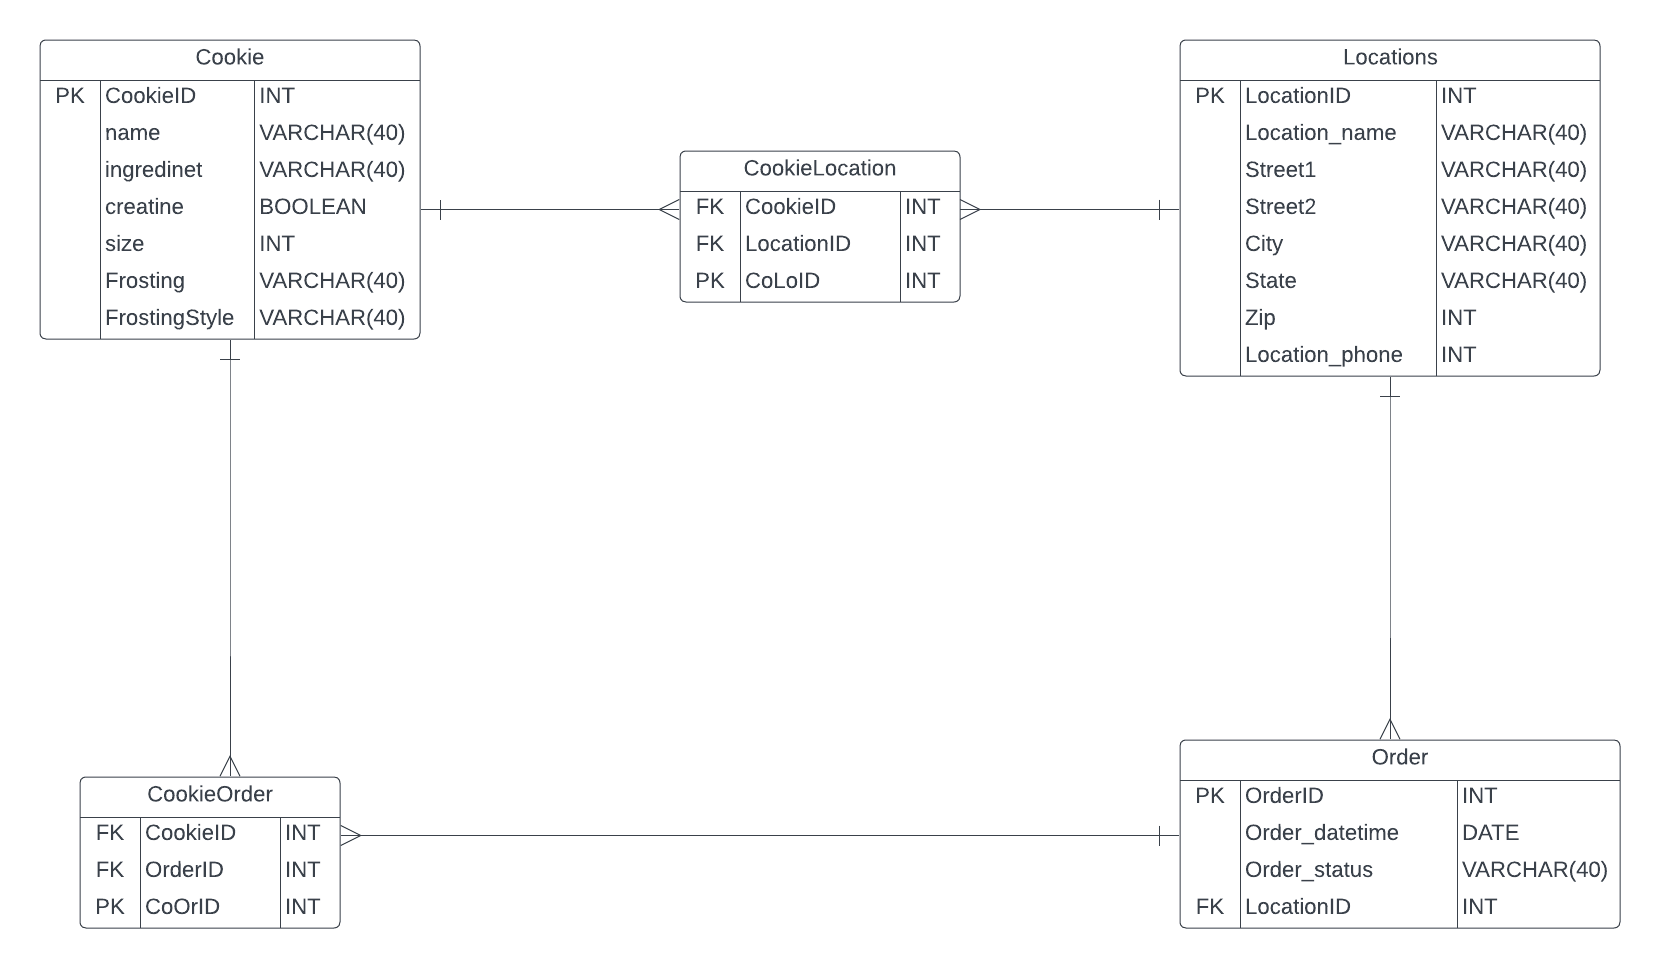 Cookie
PK CookieID INT
name VARCHAR(40)
ingredinet VARCHAR(40)
creatine BOOLEAN
size INT
Frosting VARCHAR(40)
FrostingStyle VARCHAR(40)
CookieLocation
FK CookieID INT
FK LocationID INT
PK CoLoID INT
Locations
PK LocationID INT
Location_name VARCHAR(40)
Street1 VARCHAR(40)
Street2 VARCHAR(40)
City VARCHAR(40)
State VARCHAR(40)
Zip INT
Location_phone INT
CookieOrder
FK CookieID INT
FK OrderID INT
PK CoOrID INT
Order
PK OrderID INT
Order_datetime DATE
Order_status VARCHAR(40)
FK LocationID INT